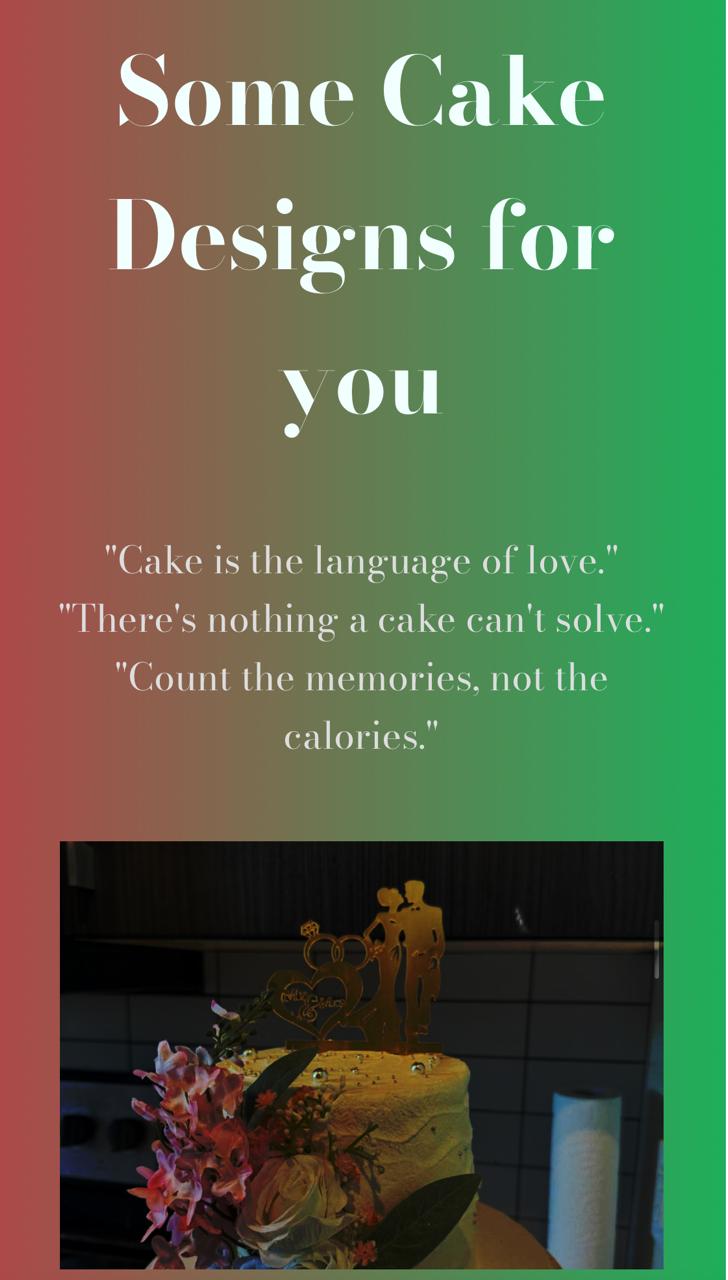 Some Cake
Designs for
you
"Cake is the language of love."
"There's nothing a cake can't solve."
"Count the memories, not the
calories."